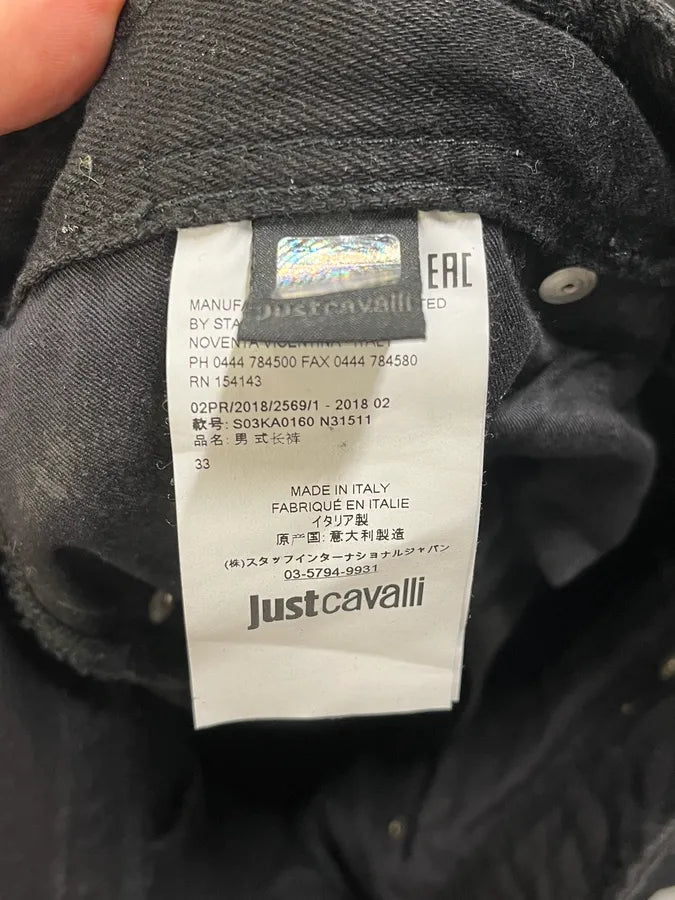 EAC
Justcavalli
MANUFA TED
BY STA
NOVENTA VICENTINA - ITALY
PH 0444 784500 FAX 0444 784580
RN 154143
02PR/2018/2569/1 - 2018 02
款号: S03KA0160 N31511
品名: 男 式长裤
33
MADE IN ITALY
FABRIQUÉ EN ITALIE
イタリア製
原产国: 意大利製造
(株)スタッフインターナショナルジャパン
03-5794-9931
Justcavalli